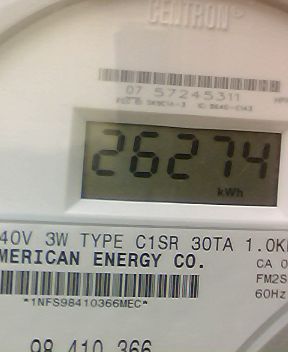 CENTRON®
07 57245311
26274
kWh
40V 3W TYPE C1SR 30TA 1.0K
MERICAN ENERGY CO.
CA 0
FM2S
60Hz
*1NFS98410366MEC*
98 410 366